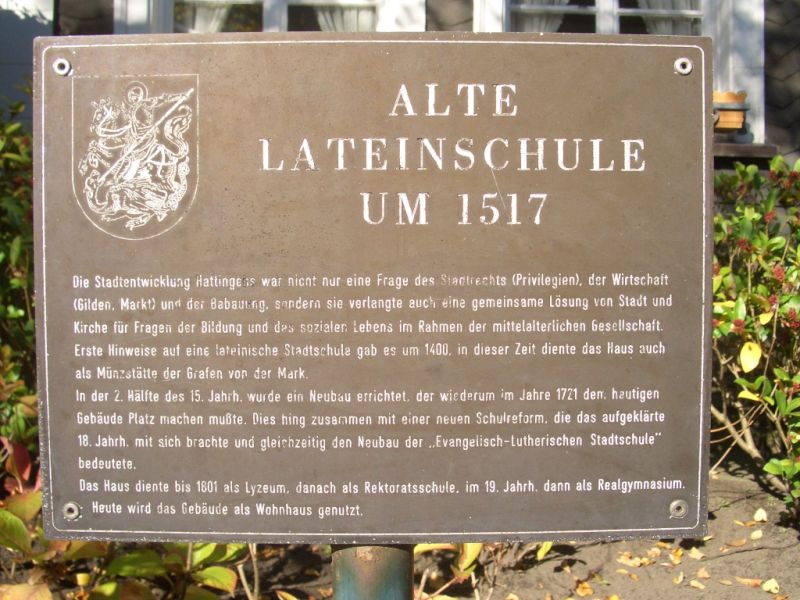 ALTE
LATEINSCHULE
UM 1517
Die Stadtentwicklung Hattingens war nicht nur eine Frage des Stadtrechts (Privilegien), der Wirtschaft
(Gilden, Markt) und der Babauung, sondern sie verlangte auch eine gemeinsame Lösung von Stadt und
Kirche für Fragen der Bildung und des sozialen Lebens im Rahmen der mittelalterlichen Gesellschaft.
Erste Hinweise auf eine lateinische Stadtschule gab es um 1400, in dieser Zeit diente das Haus auch
als Münzstätte der Grafen von der Mark.
In der 2. Hälfte des 15. Jahrh. wurde ein Neubau errichtet, der wiederum im Jahre 1721 dem heutigen
Gebäude Platz machen mußte. Dies hing zusammen mit einer neuen Schulreform, die das aufgeklärte
18. Jahrh. mit sich brachte und gleichzeitig den Neubau der „Evangelisch-Lutherischen Stadtschule"
bedeutete.
Das Haus diente bis 1801 als Lyzeum, danach als Rektoratsschule, im 19. Jahrh. dann als Realgymnasium.
Heute wird das Gebäude als Wohnhaus genutzt.